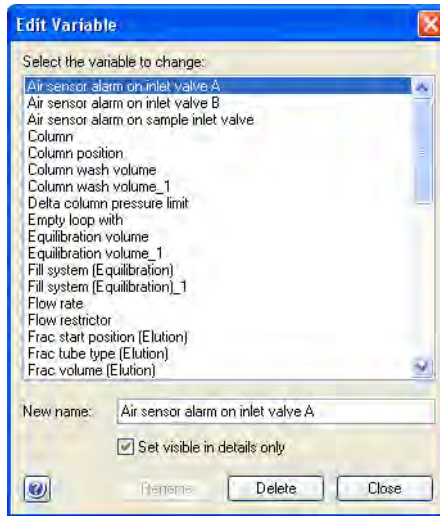 Edit Variable
Select the variable to change:
Air sensor alarm on inlet valve A
Air sensor alarm on inlet valve B
Air sensor alarm on sample inlet valve
Column
Column position
Column wash volume
Column wash volume_1
Delta column pressure limit
Empty loop with
Equilibration volume
Equilibration volume_1
Fill system (Equilibration)
Fill system (Equilibration)_1
Flow rate
Flow restrictor
Frac start position (Elution)
Frac tube type (Elution)
Frac volume (Elution)
New name: Air sensor alarm on inlet valve A
Set visible in details only
Rename Delete Close